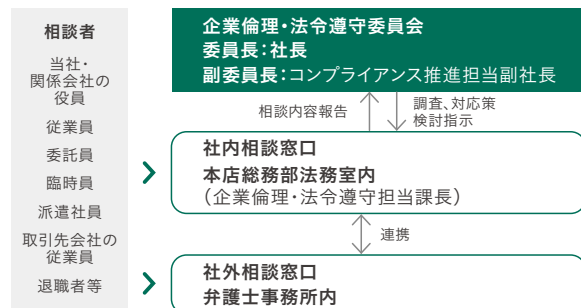 相談者
当社・
関係会社の
役員
従業員
委託員
臨時員
派遣社員
取引先会社の
従業員
退職者等
企業倫理・法令遵守委員会
委員長：社長
副委員長：コンプライアンス推進担当副社長
相談内容報告
調査、対応策
検討指示
社内相談窓口
本店総務部法務室内
（企業倫理・法令遵守担当課長）
連携
社外相談窓口
弁護士事務所内